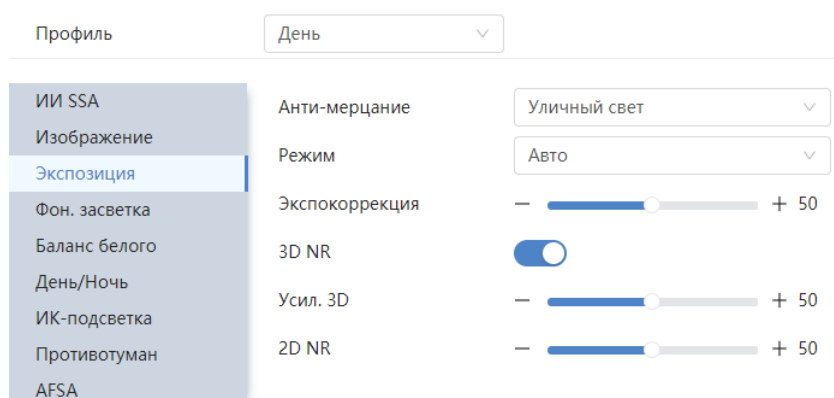 Профиль День
ИИ SSA
Изображение
Экспозиция
Фон. засветка
Баланс белого
День/Ночь
ИК-подсветка
Противотуман
AFSA
Анти-мерцание Уличный свет
Режим Авто
Экспокоррекция − + 50
3D NR
Усил. 3D − + 50
2D NR − + 50